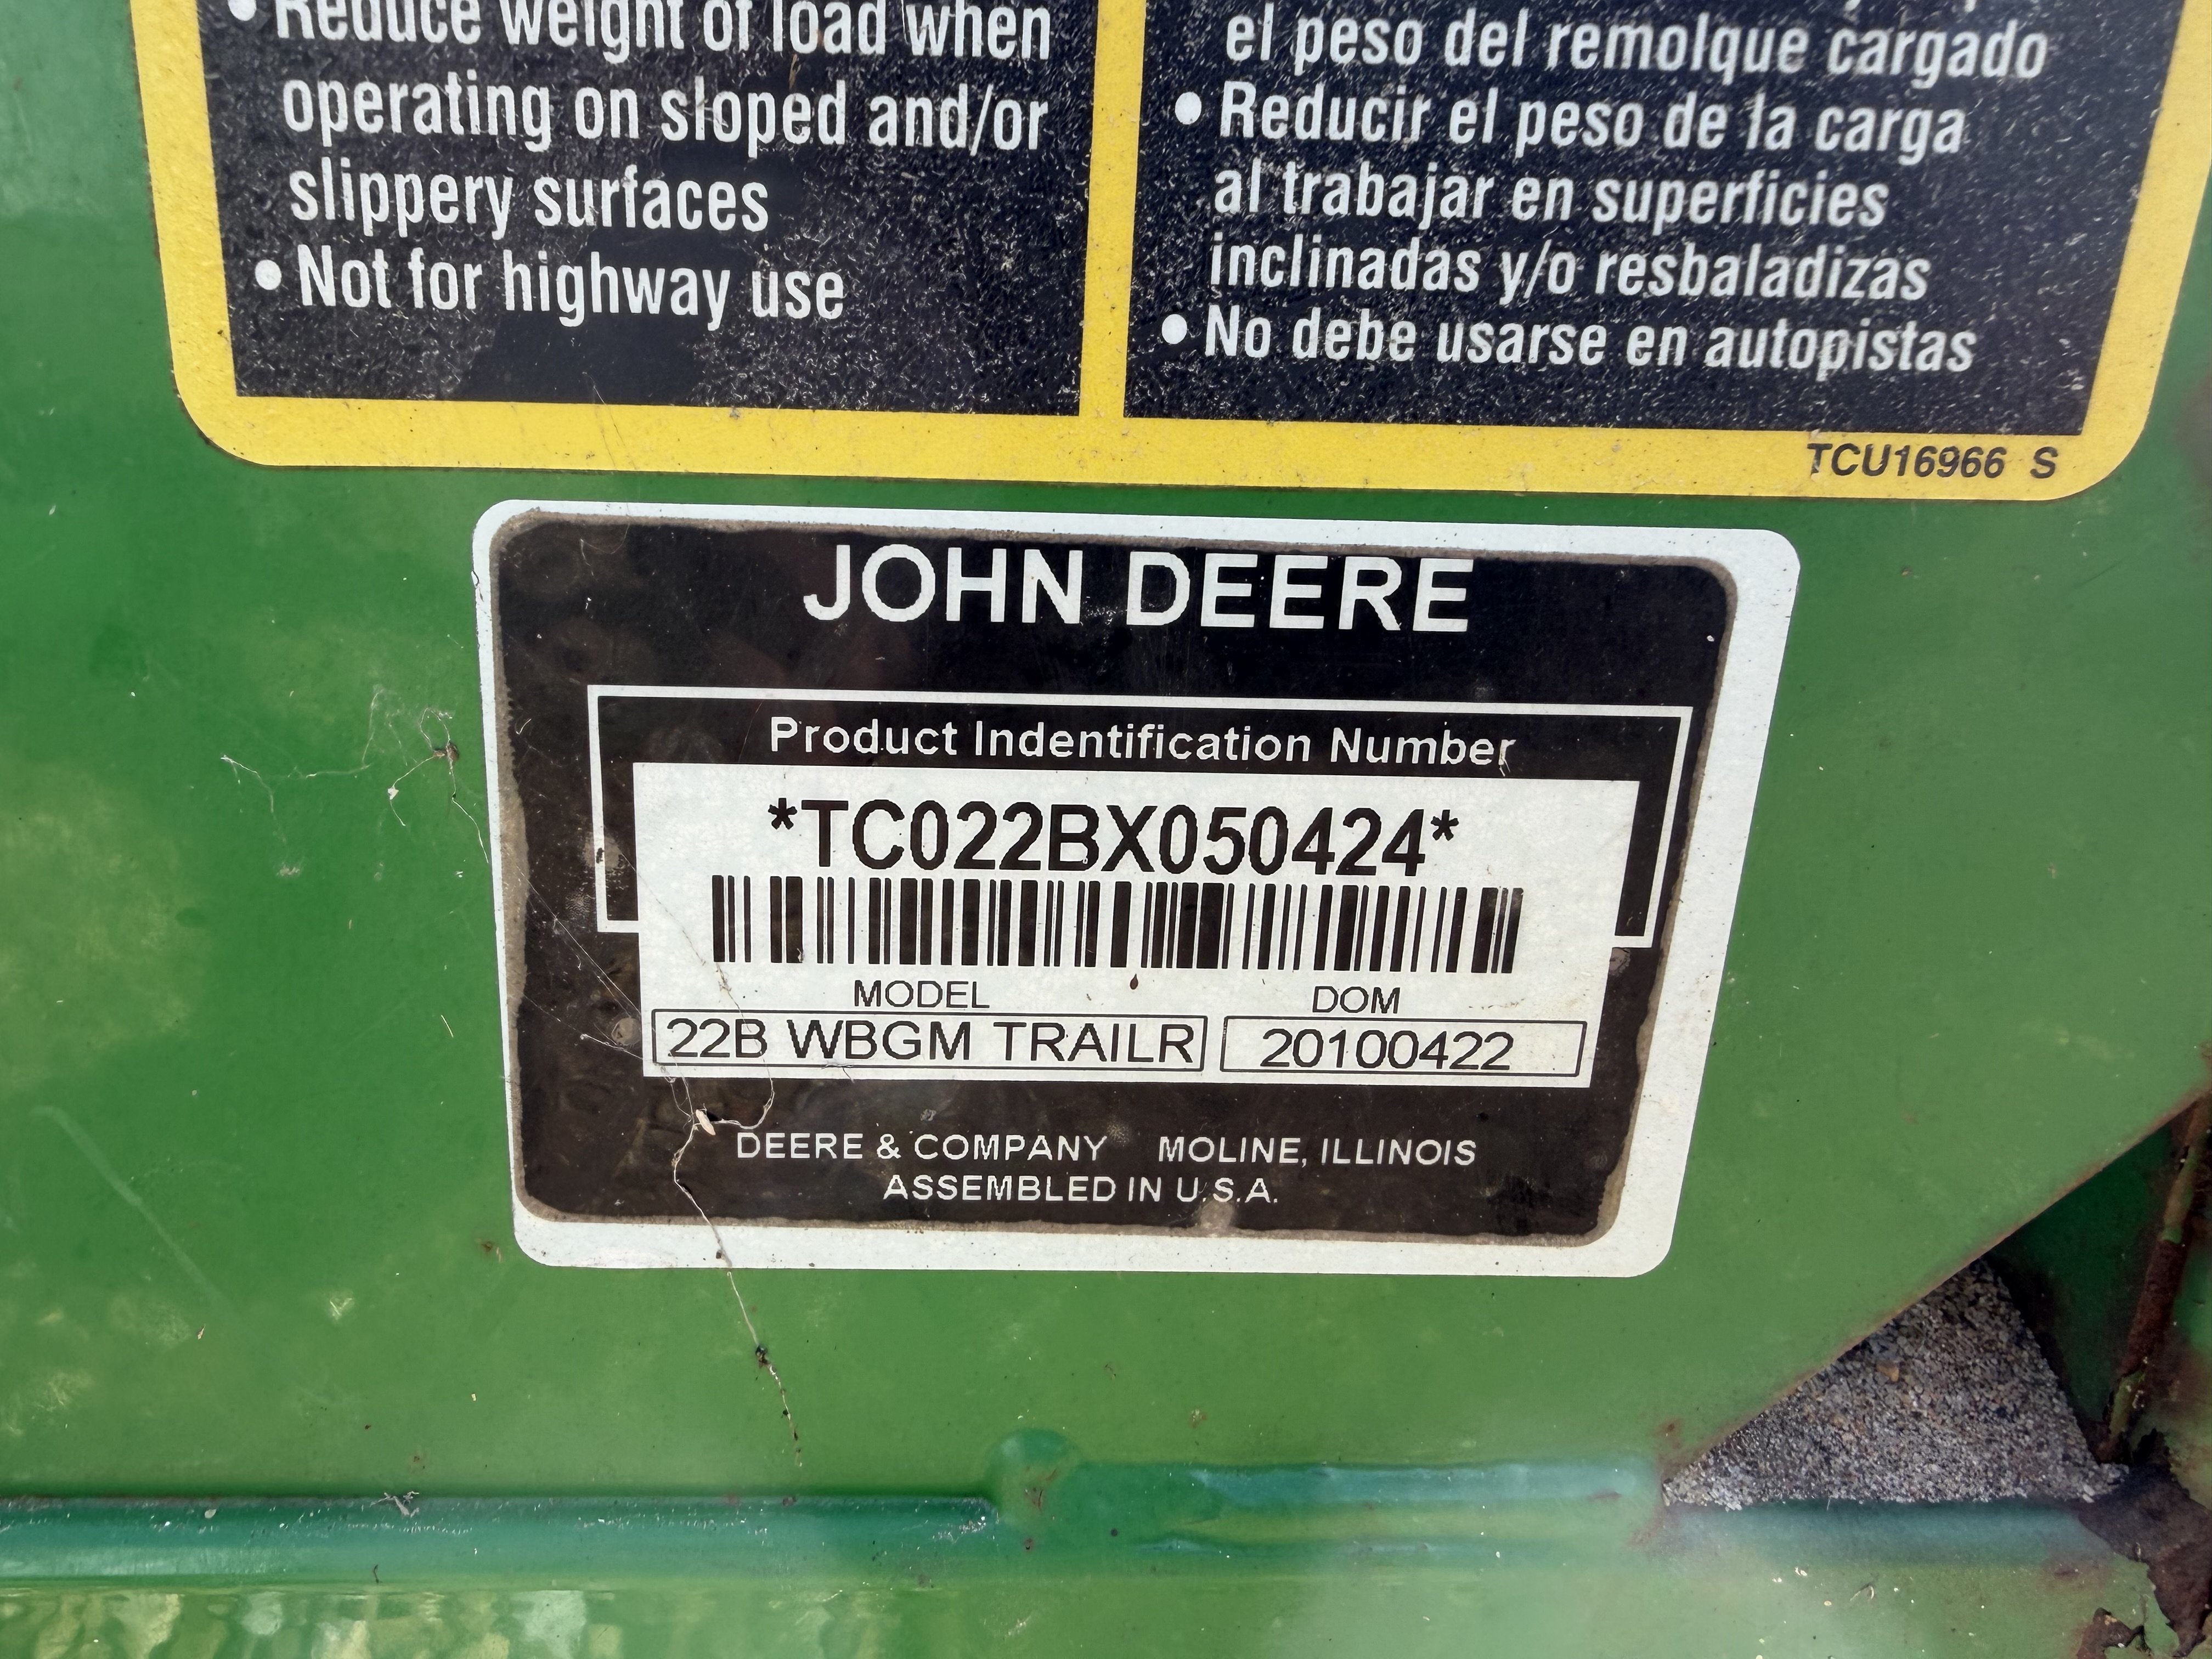 • Reduce weight of load when
operating on sloped and/or
slippery surfaces
• Not for highway use
el peso del remolque cargado
• Reducir el peso de la carga
al trabajar en superficies
inclinadas y/o resbaladizas
• No debe usarse en autopistas
TCU16966 S
JOHN DEERE
Product Indentification Number
*TC022BX050424*
MODEL DOM
22B WBGM TRAILR 20100422
DEERE & COMPANY MOLINE, ILLINOIS
ASSEMBLED IN U.S.A.